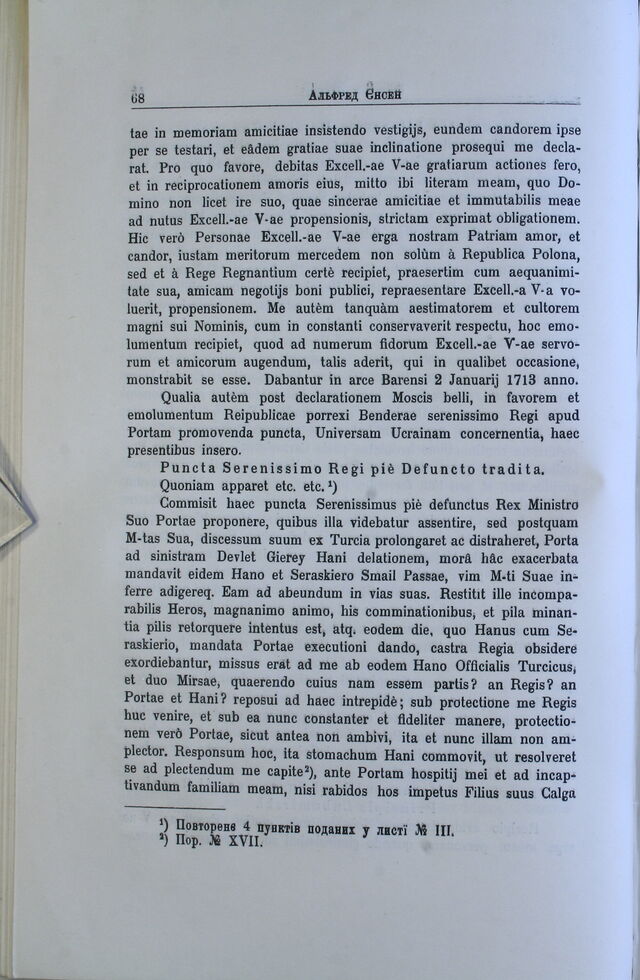 68
Альфред Єнсен
tae in memoriam amicitiae insistendo vestigijs, eundem candorem ipse
per se testari, et eâdem gratiae suae inclinatione prosequi me decla-
rat. Pro quo favore, debitas Excell.-ae V-ae gratiarum actiones fero,
et in reciprocationem amoris eius, mitto ibi literam meam, quo Do-
mino non licet ire suo, quae sincerae amicitiae et immutabilis meae
ad nutus Excell.-ae V-ae propensionis, strictam exprimat obligationem.
Hic verò Personae Excell.-ae V-ae erga nostram Patriam amor, et
candor, iustam meritorum mercedem non solùm à Republica Polona,
sed et à Rege Regnantium certè recipiet, praesertim cum aequanimi-
tate sua, amicam negotijs boni publici, repraesentare Excell.-a V-a vo-
luerit, propensionem. Me autèm tanquàm aestimatorem et cultorem
magni sui Nominis, cum in constanti conservaverit respectu, hoc emo-
lumentum recipiet, quod ad numerum fidorum Excell.-ae V-ae servo-
rum et amicorum augendum, talis aderit, qui in qualibet occasione,
monstrabit se esse. Dabantur in arce Barensi 2 Januarij 1713 anno.
Qualia autèm post declarationem Moscis belli, in favorem et
emolumentum Reipublicae porrexi Benderae serenissimo Regi apud
Portam promovenda puncta, Universam Ucrainam concernentia, haec
presentibus insero.
Puncta Serenissimo Regi piè Defuncto tradita.
Quoniam apparet etc. etc. ¹)
Commisit haec puncta Serenissimus piè defunctus Rex Ministro
Suo Portae proponere, quibus illa videbatur assentire, sed postquam
M-tas Sua, discessum suum ex Turcia prolongaret ac distraheret, Porta
ad sinistram Devlet Gierey Hani delationem, morâ hâc exacerbata
mandavit eidem Hano et Seraskiero Smail Passae, vim M-ti Suae in-
ferre adigereq. Eam ad abeundum in vias suas. Restitit ille incompa-
rabilis Heros, magnanimo animo, his comminationibus, et pila minan-
tia pilis retorquere intentus est, atq. eodem die, quo Hanus cum Se-
raskierio, mandata Portae executioni dando, castra Regia obsidere
exordiebantur, missus erat ad me ab eodem Hano Officialis Turcicus,
et duo Mirsae, quaerendo cuius nam essem partis? an Regis? an
Portae et Hani? reposui ad haec intrepidè; sub protectione me Regis
huc venire, et sub ea nunc constanter et fideliter manere, protectio-
nem verò Portae, sicut antea non ambivi, ita et nunc illam non am-
plector. Responsum hoc, ita stomachum Hani commovit, ut resolveret
se ad plectendum me capite²), ante Portam hospitij mei et ad incap-
tivandum familiam meam, nisi rabidos hos impetus Filius suus Calga
¹) Повторенє 4 пунктів поданих у листї № III.
²) Пор. № XVII.